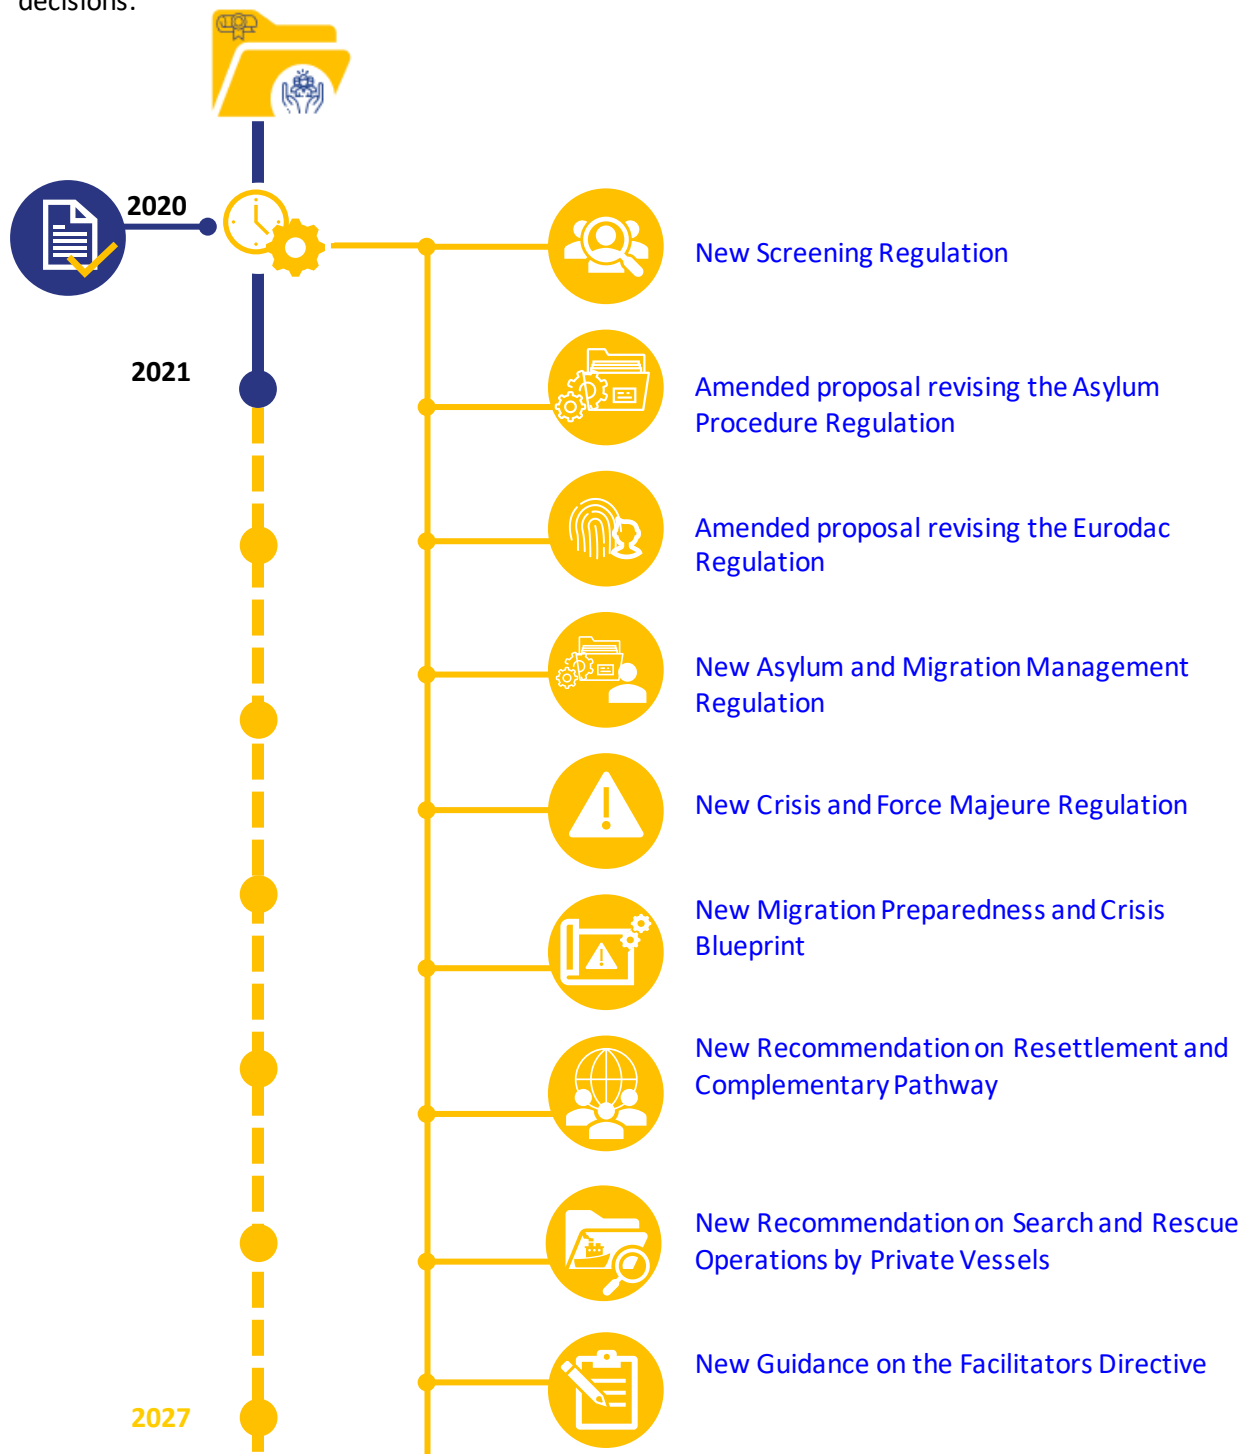 decisions:
2020
New Screening Regulation
2021
Amended proposal revising the Asylum
Procedure Regulation
Amended proposal revising the Eurodac
Regulation
New Asylum and Migration Management
Regulation
New Crisis and Force Majeure Regulation
New Migration Preparedness and Crisis
Blueprint
New Recommendation on Resettlement and
Complementary Pathway
New Recommendation on Search and Rescue
Operations by Private Vessels
New Guidance on the Facilitators Directive
2027